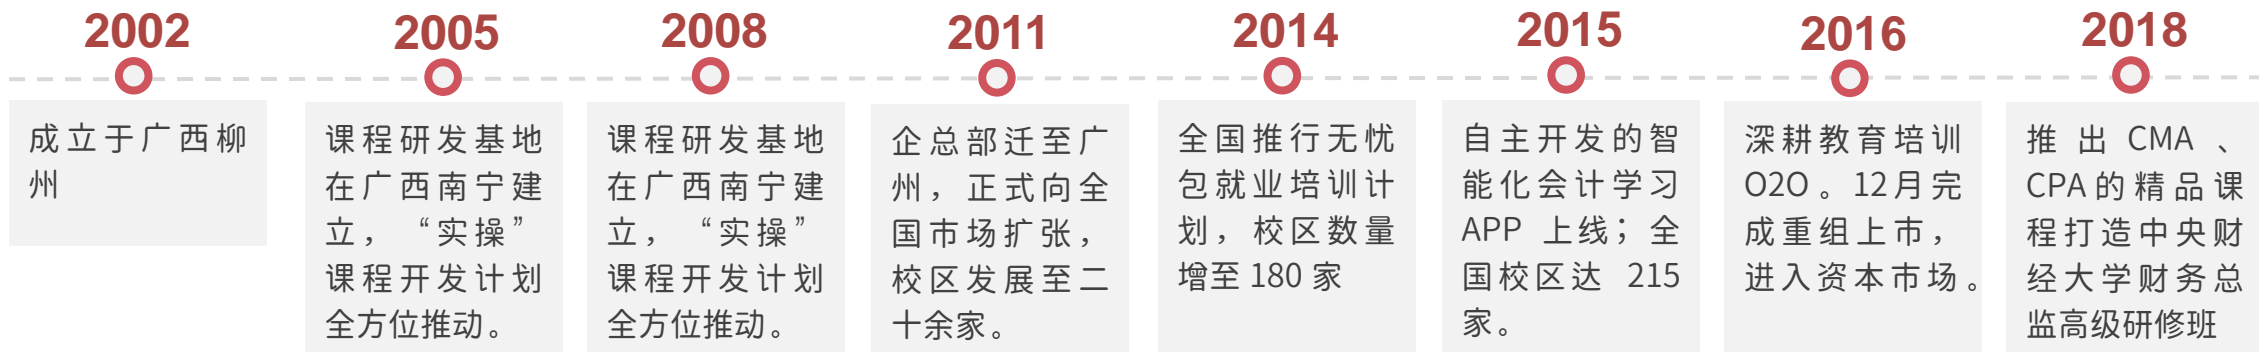 2002
成立于广西柳
州
2005
课程研发基地
在广西南宁建
立，“实操”
课程开发计划
全方位推动。
2008
课程研发基地
在广西南宁建
立，“实操”
课程开发计划
全方位推动。
2011
企总部迁至广
州，正式向全
国市场扩张，
校区发展至二
十余家。
2014
全国推行无忧
包就业培训计
划，校区数量
增至 180 家
2015
自主开发的智
能化会计学习
APP 上线；全
国校区达 215
家。
2016
深耕教育培训
O2O。12月完
成重组上市，
进入资本市场。
2018
推出 CMA、
CPA的精品课
程打造中央财
经大学财务总
监高级研修班